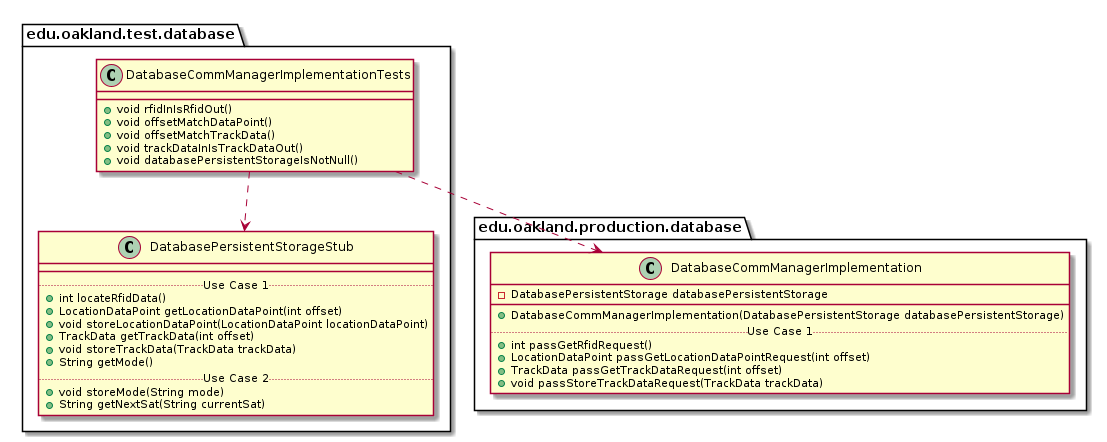 edu.oakland.test.database
C DatabaseCommManagerImplementationTests
void rfidInIsRfidOut()
void offsetMatchDataPoint()
void offsetMatchTrackData()
void trackDataInIsTrackDataOut()
void databasePersistentStorageIsNotNull()
C DatabasePersistentStorageStub
Use Case 1
int locateRfidData()
LocationDataPoint getLocationDataPoint(int offset)
void storeLocationDataPoint(LocationDataPoint locationDataPoint)
TrackData getTrackData(int offset)
void storeTrackData(TrackData trackData)
String getMode()
Use Case 2
void storeMode(String mode)
String getNextSat(String currentSat)
edu.oakland.production.database
C DatabaseCommManagerImplementation
DatabasePersistentStorage databasePersistentStorage
DatabaseCommManagerImplementation(DatabasePersistentStorage databasePersistentStorage)
Use Case 1
int passGetRfidRequest()
LocationDataPoint passGetLocationDataPointRequest(int offset)
TrackData passGetTrackDataRequest(int offset)
void passStoreTrackDataRequest(TrackData trackData)